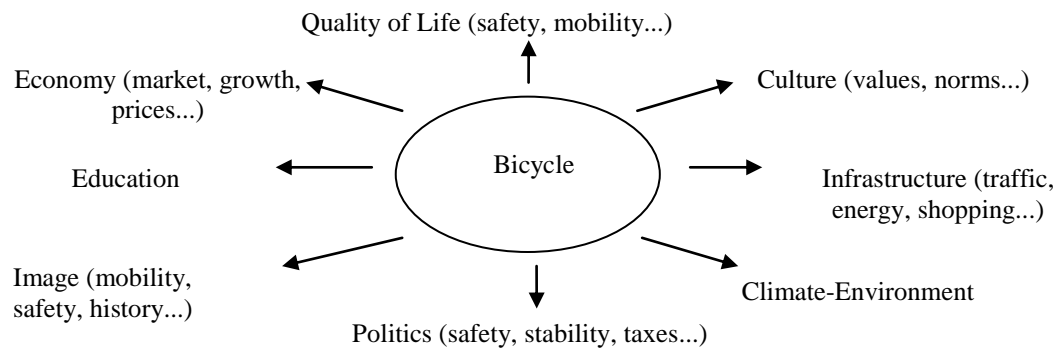 Quality of Life (safety, mobility...)
Economy (market, growth,
prices...)
Culture (values, norms...)
Bicycle
Education
Infrastructure (traffic,
energy, shopping...)
Image (mobility,
safety, history...)
Climate-Environment
Politics (safety, stability, taxes...)